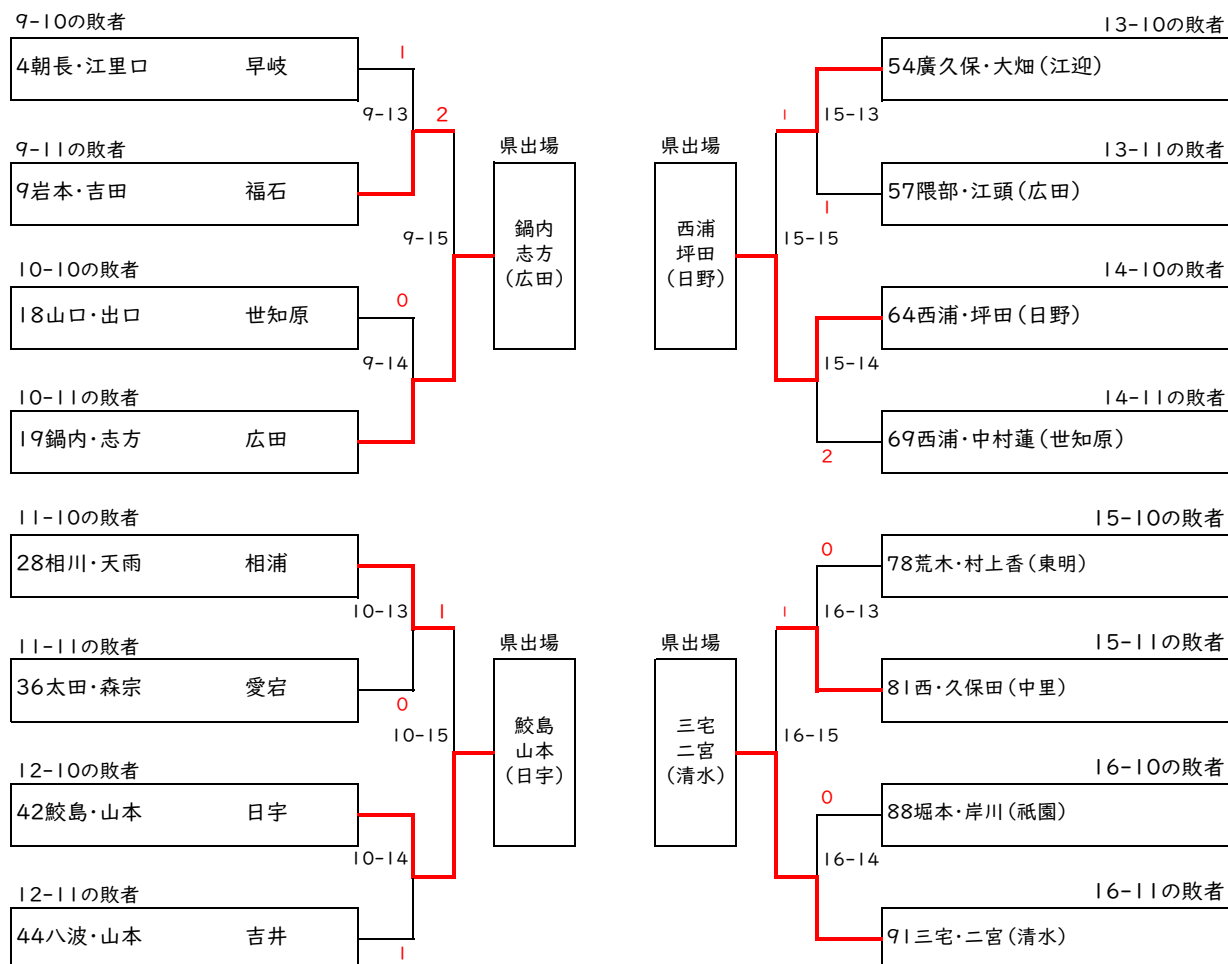 9-10の敗者
4朝長・江里口 早岐
1
9-13
2
9-11の敗者
9岩本・吉田 福石
県出場
鍋内
志方
(広田)
9-15
10-10の敗者
18山口・出口 世知原
0
9-14
10-11の敗者
19鍋内・志方 広田
11-10の敗者
28相川・天雨 相浦
10-13
1
11-11の敗者
36太田・森宗 愛宕
0
県出場
鮫島
山本
(日宇)
10-15
12-10の敗者
42鮫島・山本 日宇
10-14
12-11の敗者
44八波・山本 吉井
1
13-10の敗者
54廣久保・大畑(江迎)
1
15-13
13-11の敗者
57隈部・江頭(広田)
1
県出場
西浦
坪田
(日野)
15-15
14-10の敗者
64西浦・坪田(日野)
15-14
14-11の敗者
69西浦・中村蓮(世知原)
2
15-10の敗者
0
78荒木・村上香(東明)
1
16-13
15-11の敗者
81西・久保田(中里)
県出場
三宅
二宮
(清水)
16-15
16-10の敗者
0
88堀本・岸川(祇園)
16-14
16-11の敗者
91三宅・二宮(清水)